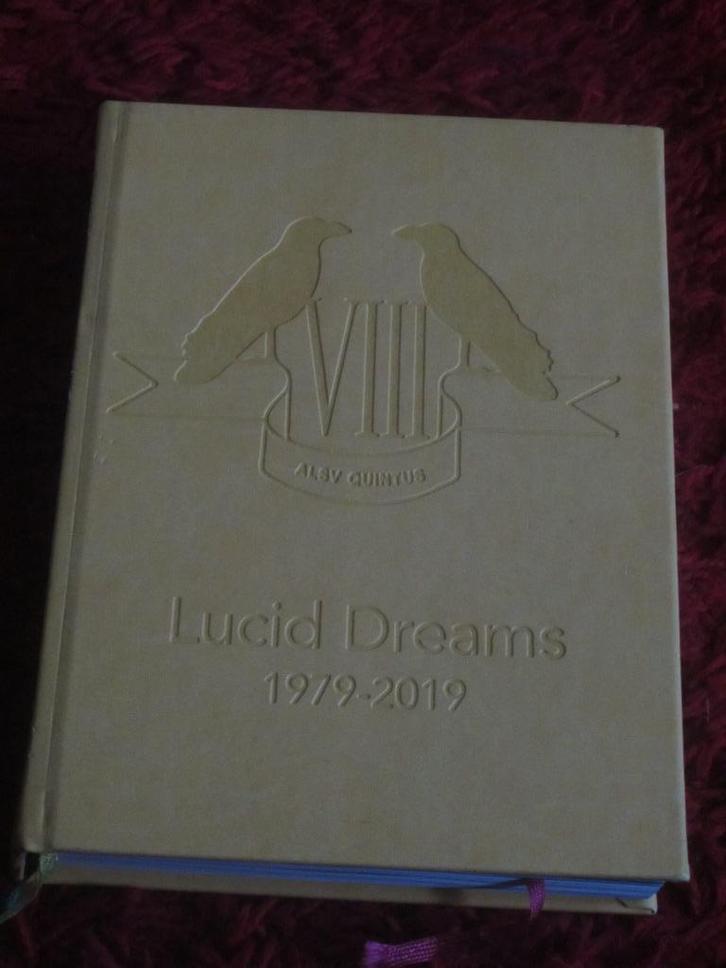 VIII
ALSV QUINTUS
Lucid Dreams
1979-2019